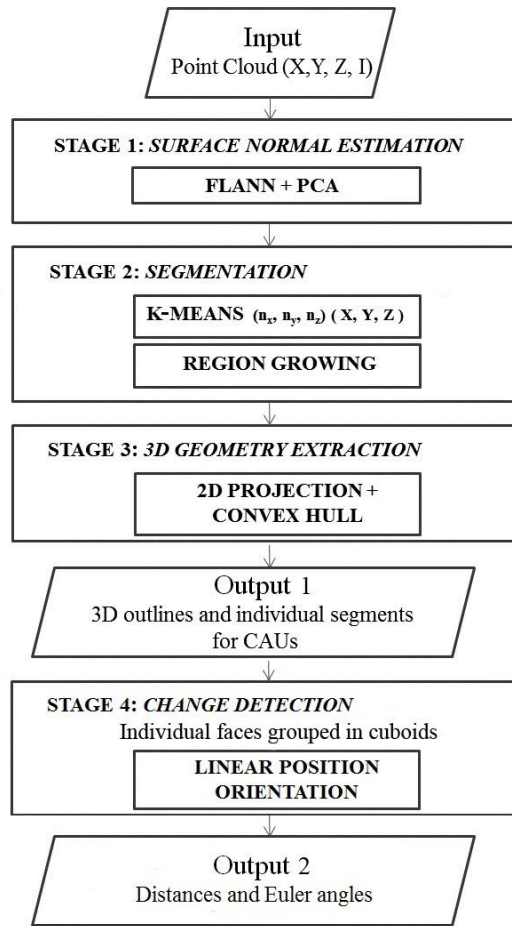 Input
Point Cloud (X,Y, Z, I)
STAGE 1: SURFACE NORMAL ESTIMATION
FLANN + PCA
STAGE 2: SEGMENTATION
K-MEANS (nx, ny, nz) ( X, Y, Z )
REGION GROWING
STAGE 3: 3D GEOMETRY EXTRACTION
2D PROJECTION +
CONVEX HULL
Output 1
3D outlines and individual segments
for CAUs
STAGE 4: CHANGE DETECTION
Individual faces grouped in cuboids
LINEAR POSITION
ORIENTATION
Output 2
Distances and Euler angles